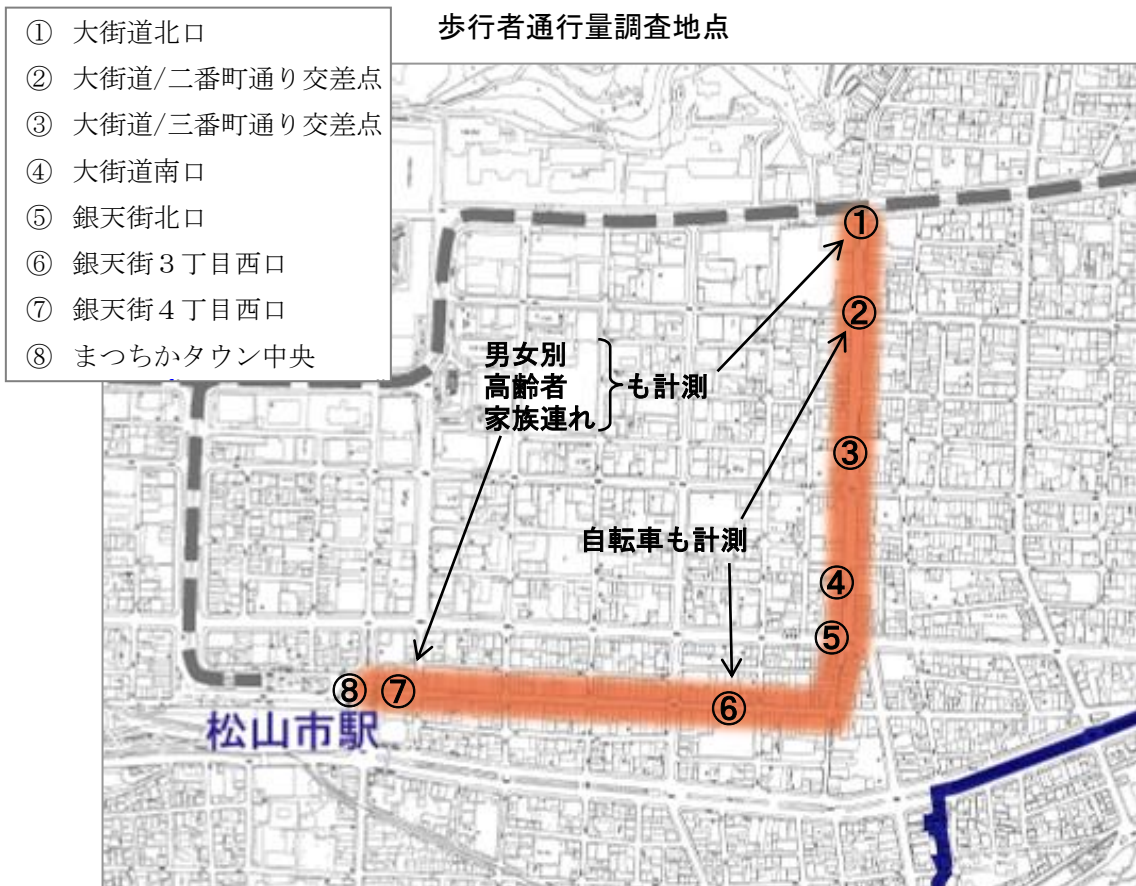 歩行者通行量調査地点
① 大街道北口
② 大街道/二番町通り交差点
③ 大街道/三番町通り交差点
④ 大街道南口
⑤ 銀天街北口
⑥ 銀天街３丁目西口
⑦ 銀天街４丁目西口
⑧ まつちかタウン中央
①
②
男女別
高齢者
家族連れ
も計測
③
自転車も計測
④
⑤
⑧
⑦
⑥
松山市駅